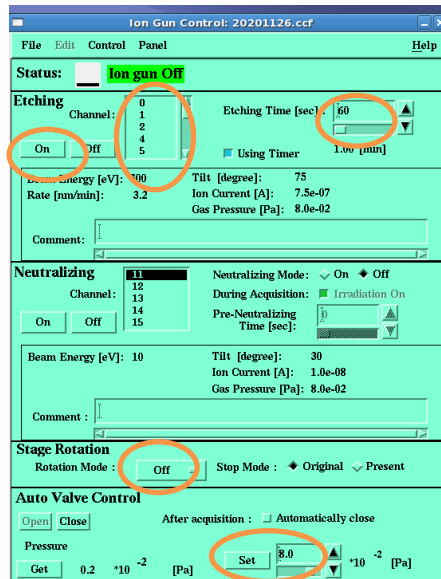 Ion Gun Control: 20201126.ccf
File Edit Control Panel Help
Status: Ion gun Off
Etching
Channel: 0 1 2 4 5
Etching Time [sec]: 60
1.00 [min]
On Off
Using Timer
Beam Energy [eV]: 500 Tilt [degree]: 75
Rate [nm/min]: 3.2 Ion Current [A]: 7.5e-07
Gas Pressure [Pa]: 8.0e-02
Comment:
Neutralizing
Channel: 11 12 13 14 15
Neutralizing Mode: On Off
During Acquisition: Irradiation On
Pre-Neutralizing Time [sec]: 0
On Off
Beam Energy [eV]: 10 Tilt [degree]: 30
Ion Current [A]: 1.0e-08
Gas Pressure [Pa]: 8.0e-02
Comment :
Stage Rotation
Rotation Mode : Off Stop Mode : Original Present
Auto Valve Control
Open Close After acquisition : Automatically close
Pressure
Get 0.2 *10 -2 [Pa] Set 8.0 *10 -2 [Pa]